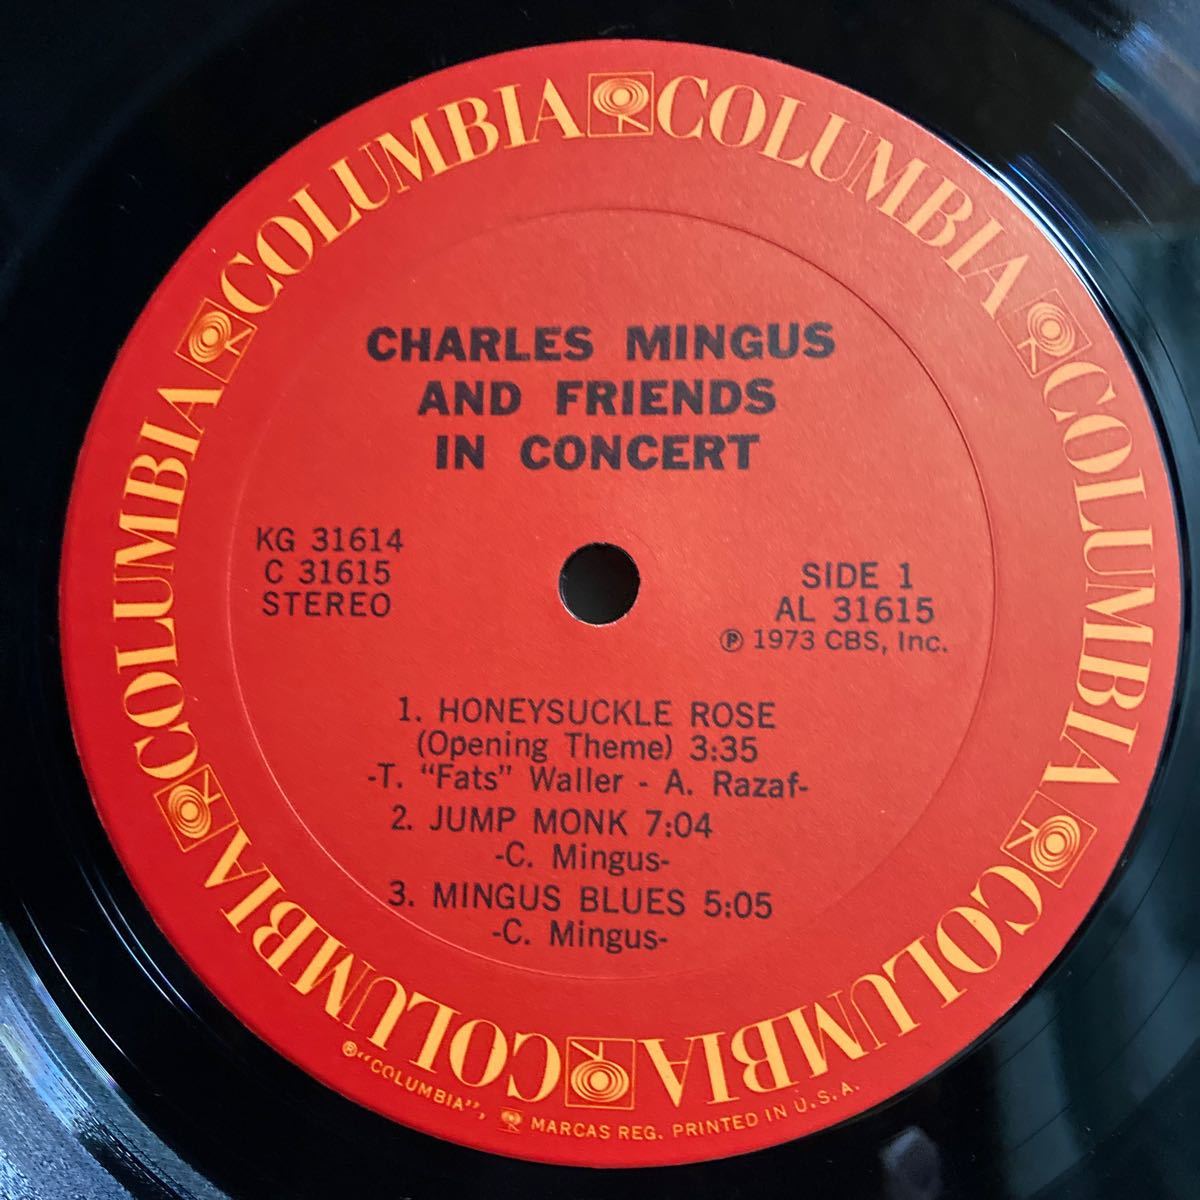 COLUMBIA COLUMBIA COLUMBIA COLUMBIA COLUMBIA COLUMBIA COLUMBIA COLUMBIA
CHARLES MINGUS
AND FRIENDS
IN CONCERT
KG 31614
C 31615
STEREO
SIDE 1
AL 31615
℗ 1973 CBS, Inc.
1. HONEYSUCKLE ROSE
(Opening Theme) 3:35
-T. "Fats" Waller - A. Razaf-
2. JUMP MONK 7:04
-C. Mingus-
3. MINGUS BLUES 5:05
-C. Mingus-
®"COLUMBIA", MARCAS REG. PRINTED IN U.S.A.